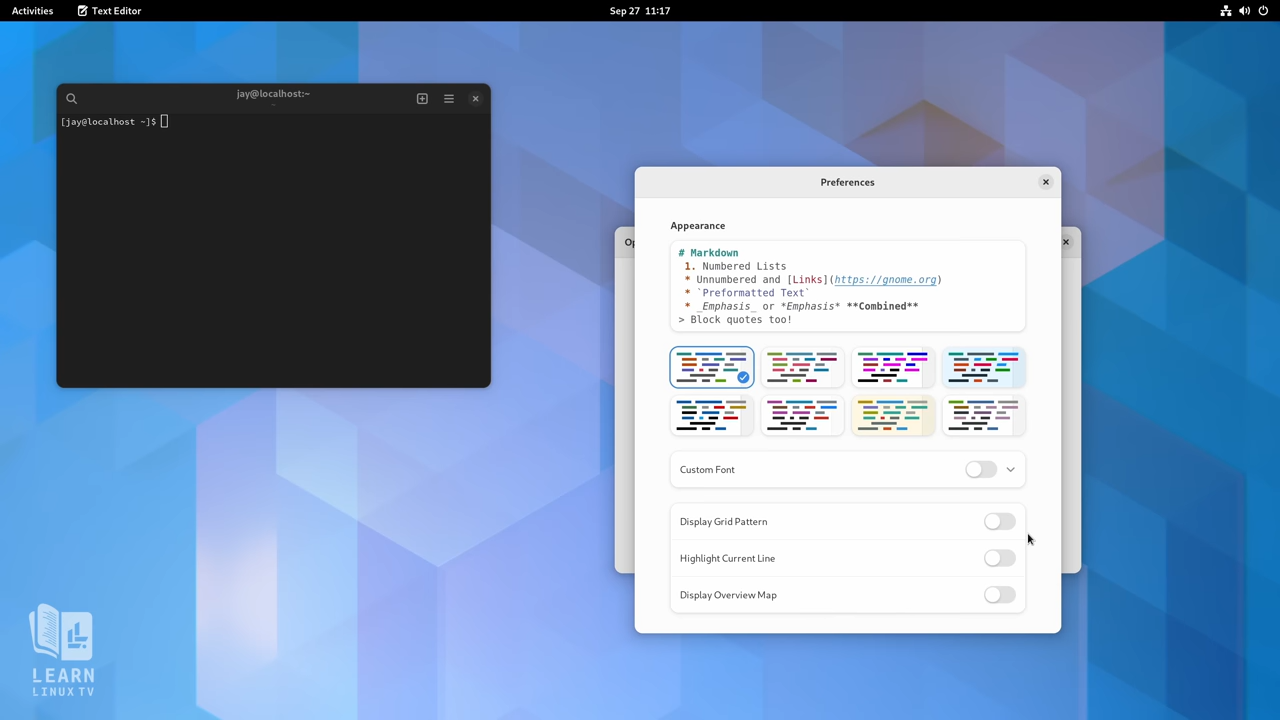 Activities
Text Editor
Sep 27 11:17
jay@localhost:~
~
[jay@localhost ~]$
Op
Preferences
Appearance
# Markdown
1. Numbered Lists
* Unnumbered and [Links](https://gnome.org)
* `Preformatted Text`
* _Emphasis_ or *Emphasis* **Combined**
> Block quotes too!
Custom Font
Display Grid Pattern
Highlight Current Line
Display Overview Map
LEARN
LINUX TV